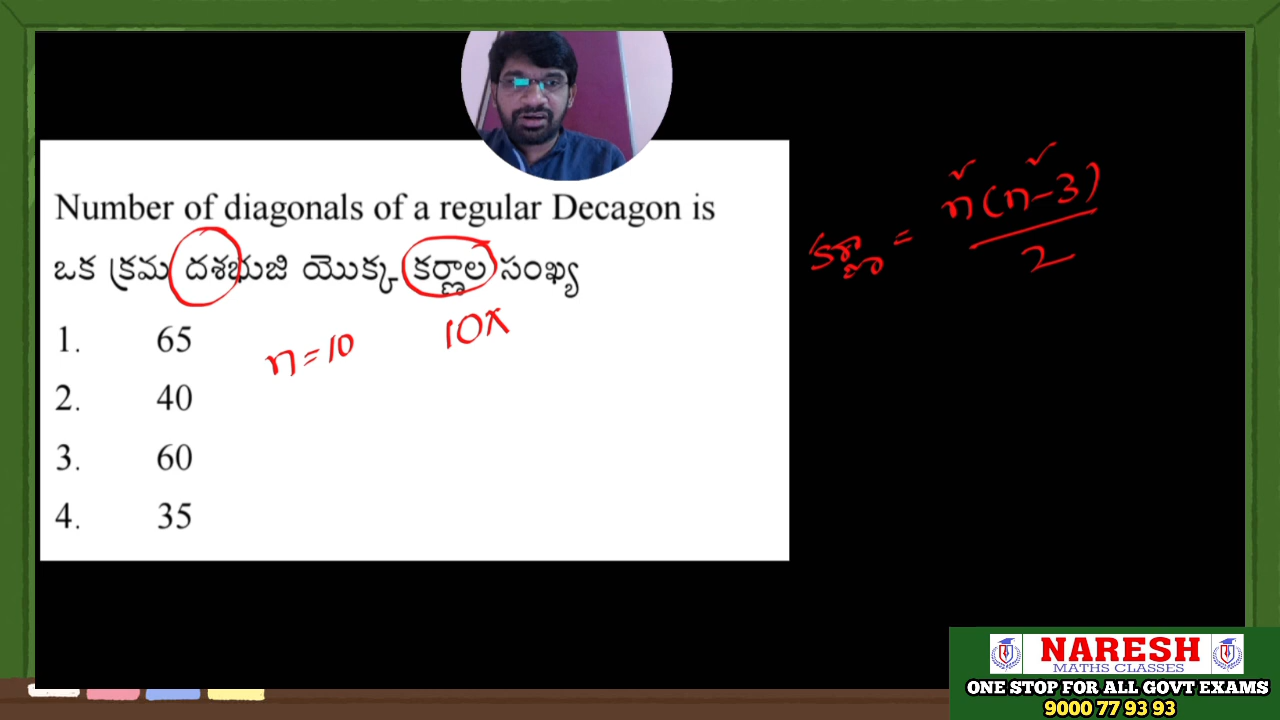 Number of diagonals of a regular Decagon is
ఒక క్రమ దశభుజి యొక్క కర్ణాల సంఖ్య
1. 65
2. 40
3. 60
4. 35
n = 10
10x
కర్ణా = n(n-3)/2
NARESH
MATHS CLASSES
ONE STOP FOR ALL GOVT EXAMS
9000 77 93 93